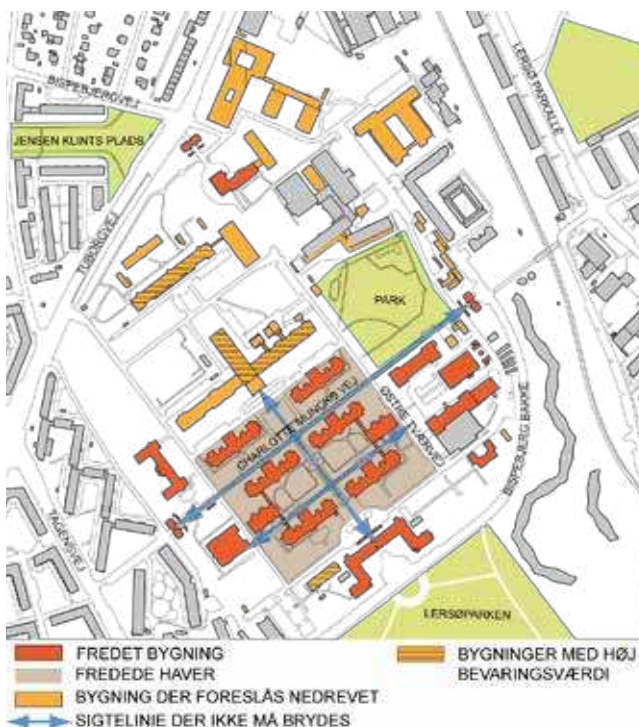 BISPEBJERGVEJ
LERSØ PARKALLÉ
JENSEN KLINTS PLADS
TUBORGVEJ
PARK
CHARLOTTE MUNCKS VEJ
ØSTRE TVÆRVEJ
BISPEBJERG BAKKE
TAGENSVEJ
LERSØPARKEN
FREDET BYGNING
FREDEDE HAVER
BYGNING DER FORESLÅS NEDREVET
SIGTELINIE DER IKKE MÅ BRYDES
BYGNINGER MED HØJ
BEVARINGSVÆRDI